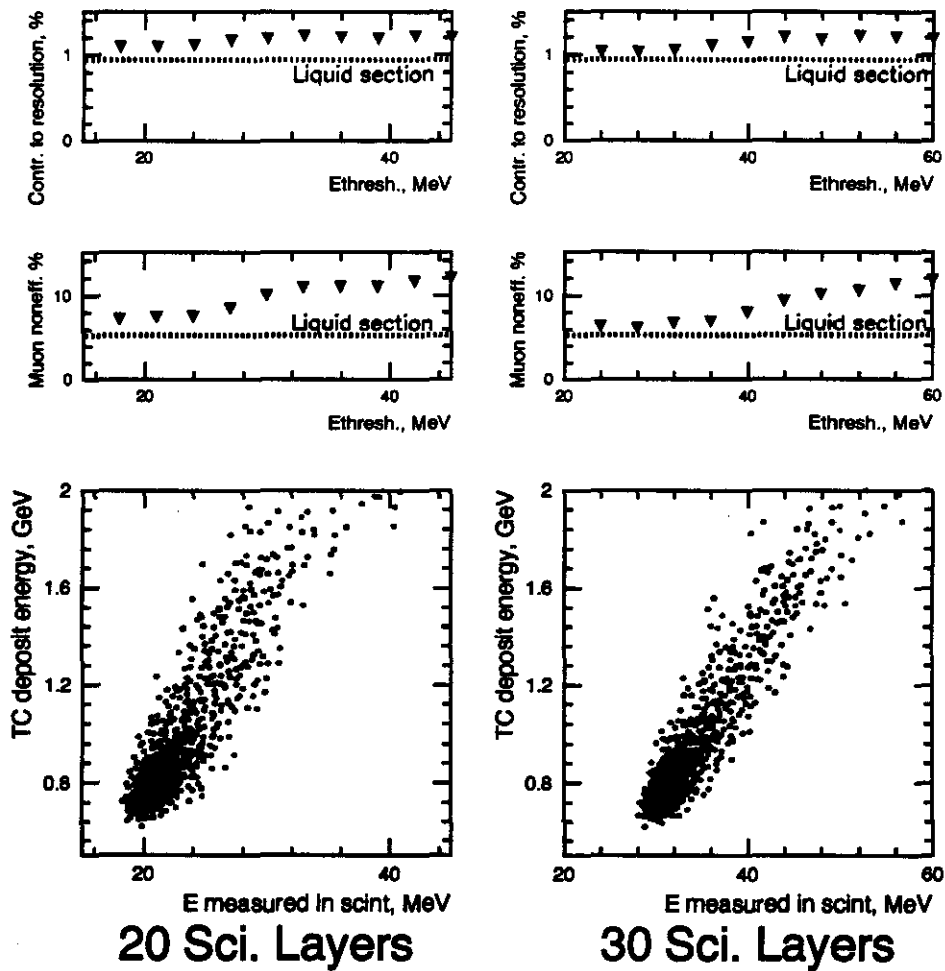 Contr. to resolution, %
1
0
Liquid section
20
40
Ethresh., MeV
Contr. to resolution, %
1
0
Liquid section
20
40
60
Ethresh., MeV
Muon noneff. %
10
0
Liquid section
20
40
Ethresh., MeV
Muon noneff. %
10
0
Liquid section
20
40
60
Ethresh., MeV
TC deposit energy, GeV
2
1.6
1.2
0.8
20
40
E measured in scint, MeV
20 Sci. Layers
TC deposit energy, GeV
2
1.6
1.2
0.8
20
40
60
E measured in scint, MeV
30 Sci. Layers